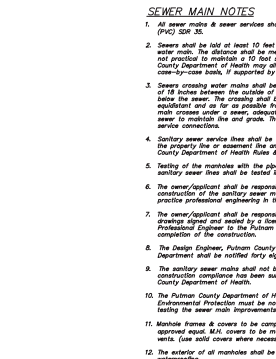 SEWER MAIN NOTES
1. All sewer mains & sewer services sha
(PVC) SDR 35.
2. Sewers shall be laid at least 10 feet
water main. The distance shall be me
not practical to maintain a 10 foot s
County Department of Health may all
case-by-case basis, if supported by
3. Sewers crossing water mains shall be
of 18 inches between the outside of
below the sewer. The crossing shall b
equidistant and as far as possible fro
main crosses under a sewer, adequat
sewer to maintain line and grade. Th
service connections.
4. Sanitary sewer service lines shall be
the property line or easement line an
County Department of Health Rules &
5. Testing of the manholes with the pip
sanitary sewer lines shall be tested i
6. The owner/applicant shall be respons
construction of the sanitary sewer m
practice professional engineering in t
7. The owner/applicant shall be respons
drawings signed and sealed by a lice
Professional Engineer to the Putnam
completion of the construction.
8. The Design Engineer, Putnam County
Department shall be notified forty eig
9. The sanitary sewer mains shall not b
construction compliance has been su
County Department of Health.
10. The Putnam County Department of H
Environmental Protection must be no
testing the sewer main improvements
11. Manhole frames & covers to be camp
approved equal. M.H. covers to be m
vents. (use solid covers where neces
12. The exterior of all manholes shall be